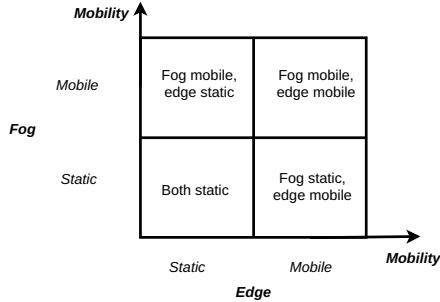 Mobility
Fog mobile,
edge static
Fog mobile,
edge mobile
Mobile
Fog
Static
Both static
Fog static,
edge mobile
Mobility
Static
Mobile
Edge